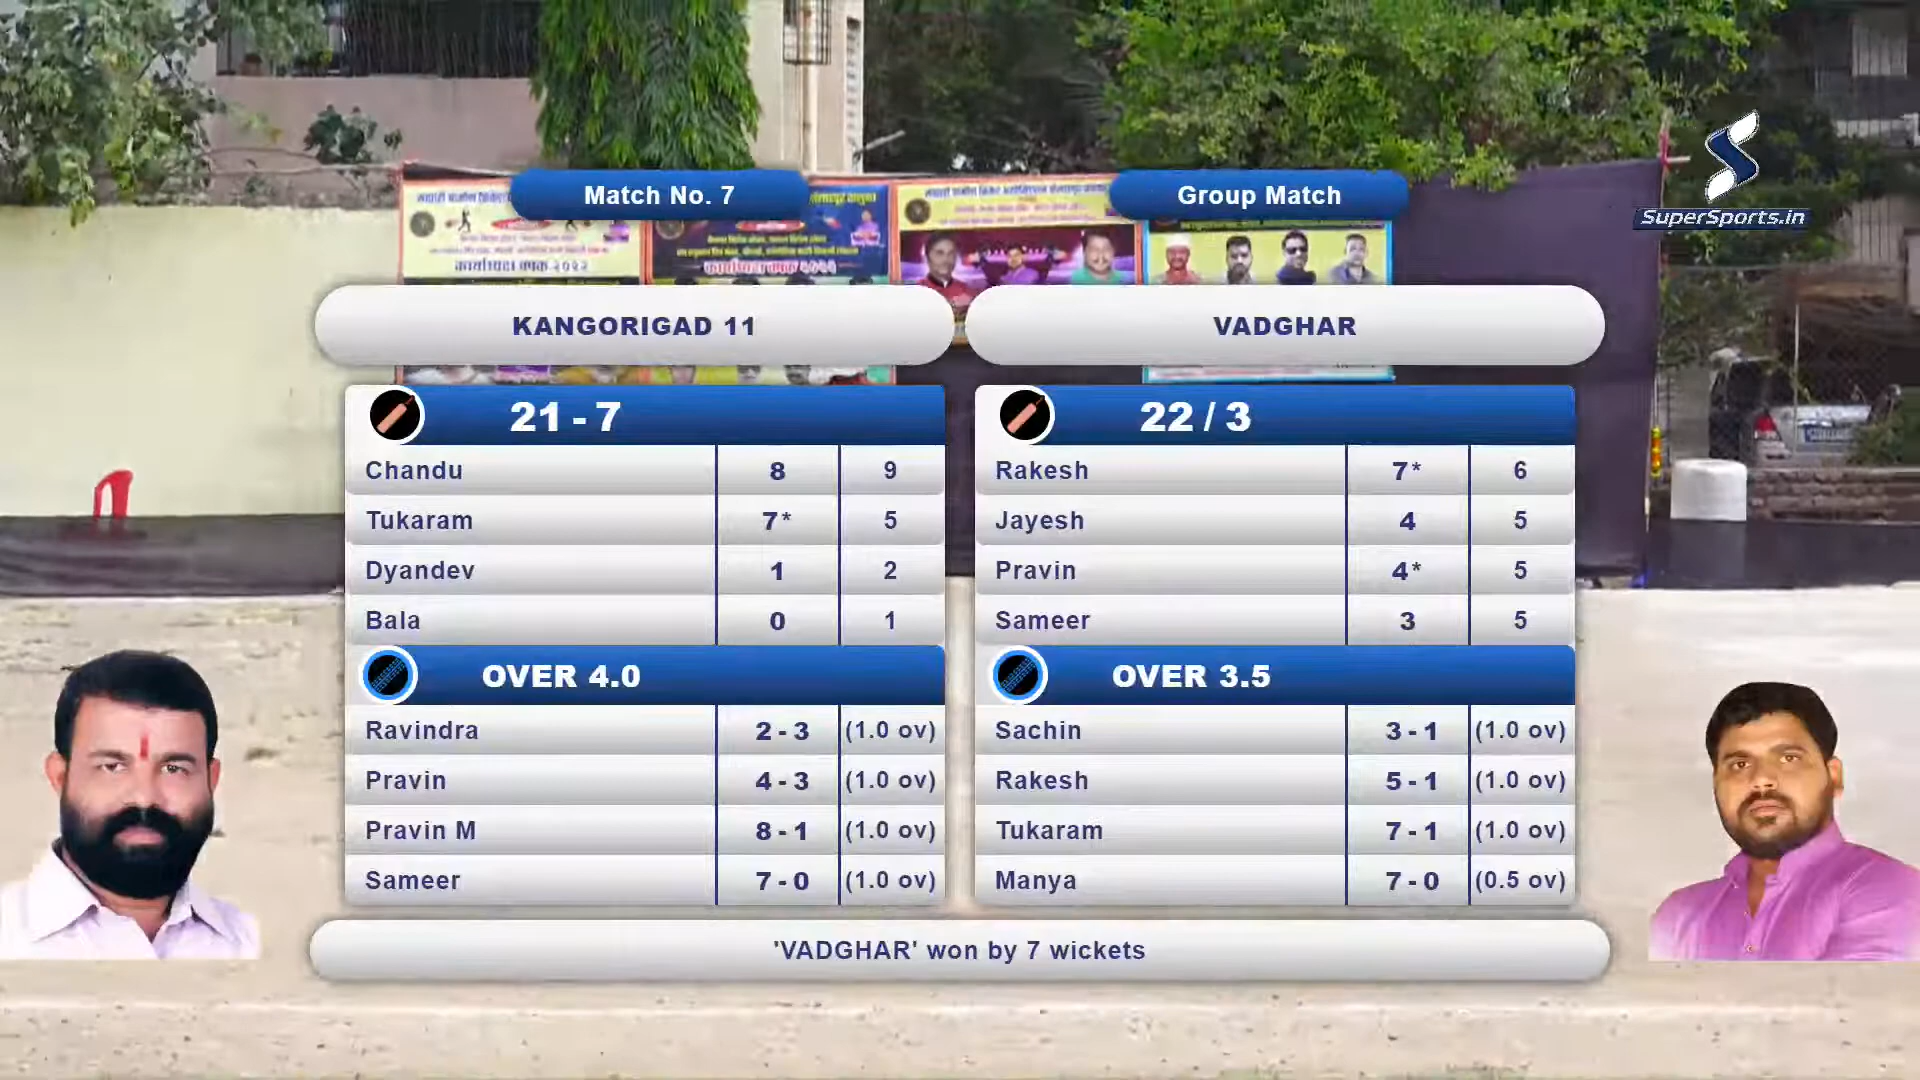 Match No. 7
Group Match
SuperSports.in
कार्याध्यक्ष चषक २०२२
KANGORIGAD 11
VADGHAR
21 - 7
Chandu 8 9
Tukaram 7* 5
Dyandev 1 2
Bala 0 1
OVER 4.0
Ravindra 2 - 3 (1.0 ov)
Pravin 4 - 3 (1.0 ov)
Pravin M 8 - 1 (1.0 ov)
Sameer 7 - 0 (1.0 ov)
22 / 3
Rakesh 7* 6
Jayesh 4 5
Pravin 4* 5
Sameer 3 5
OVER 3.5
Sachin 3 - 1 (1.0 ov)
Rakesh 5 - 1 (1.0 ov)
Tukaram 7 - 1 (1.0 ov)
Manya 7 - 0 (0.5 ov)
'VADGHAR' won by 7 wickets